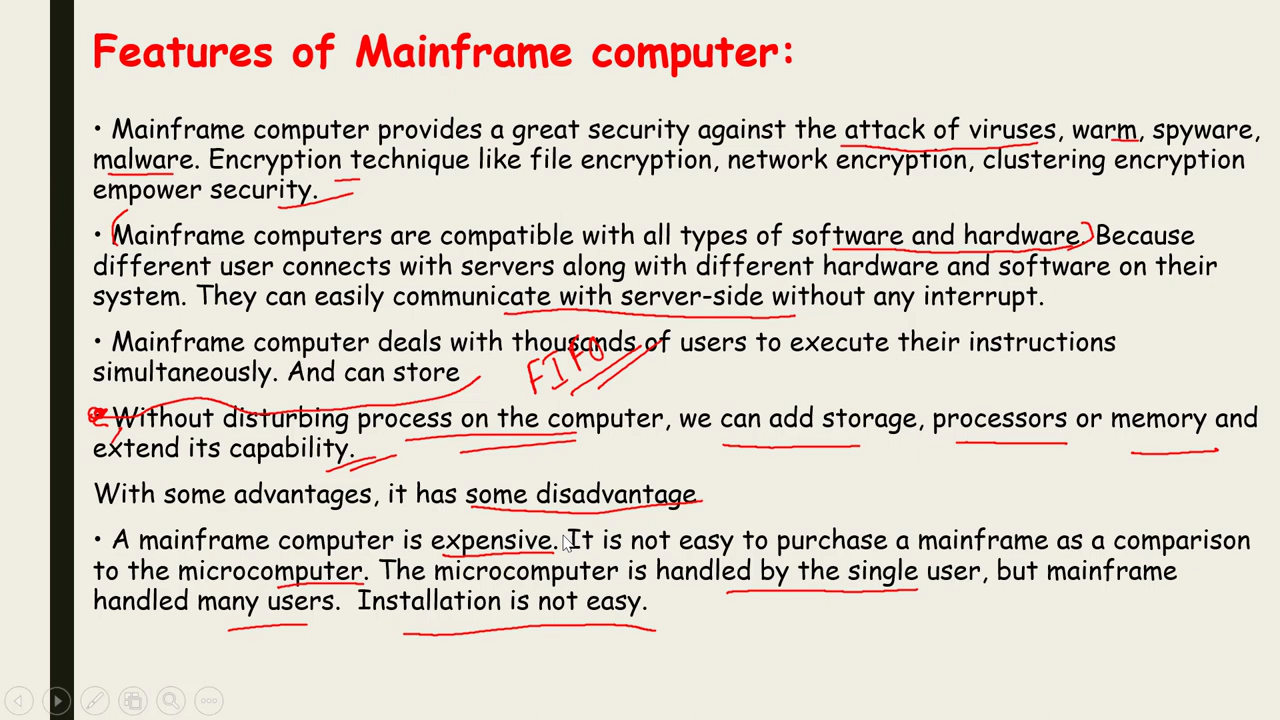 Features of Mainframe computer:
• Mainframe computer provides a great security against the attack of viruses, warm, spyware,
malware. Encryption technique like file encryption, network encryption, clustering encryption
empower security.
• Mainframe computers are compatible with all types of software and hardware. Because
different user connects with servers along with different hardware and software on their
system. They can easily communicate with server-side without any interrupt.
• Mainframe computer deals with thousands of users to execute their instructions
simultaneously. And can store
FIFO
• Without disturbing process on the computer, we can add storage, processors or memory and
extend its capability.
With some advantages, it has some disadvantage
• A mainframe computer is expensive. It is not easy to purchase a mainframe as a comparison
to the microcomputer. The microcomputer is handled by the single user, but mainframe
handled many users. Installation is not easy.